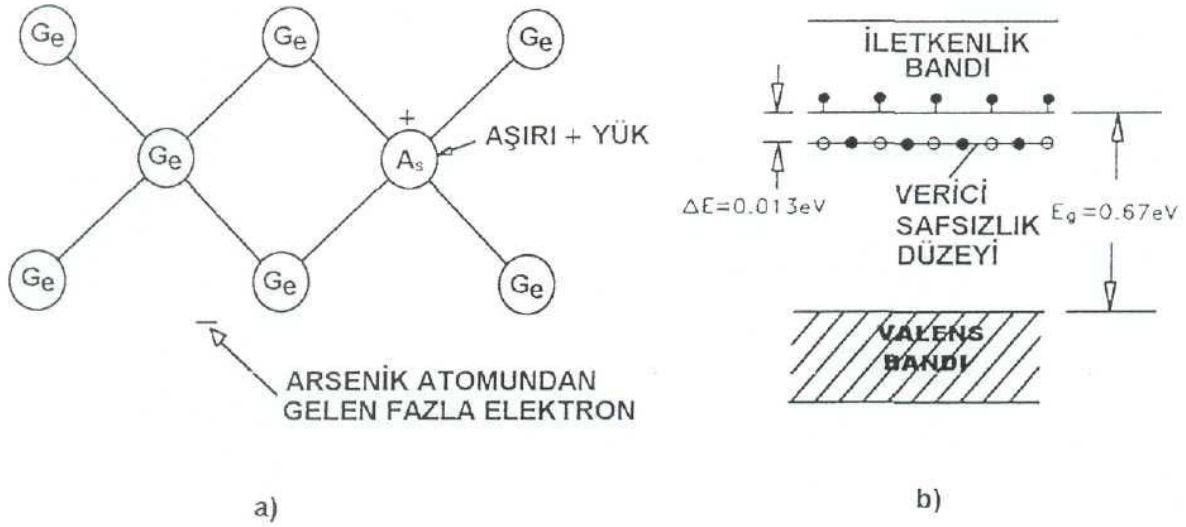 Ge
Ge
Ge
Ge
+
As
AŞIRI + YÜK
Ge
Ge
Ge
–
ARSENİK ATOMUNDAN
GELEN FAZLA ELEKTRON
a)
İLETKENLİK
BANDI
ΔE=0.013eV
VERİCİ
SAFSIZLIK
DÜZEYİ
Eg=0.67eV
VALENS
BANDI
b)